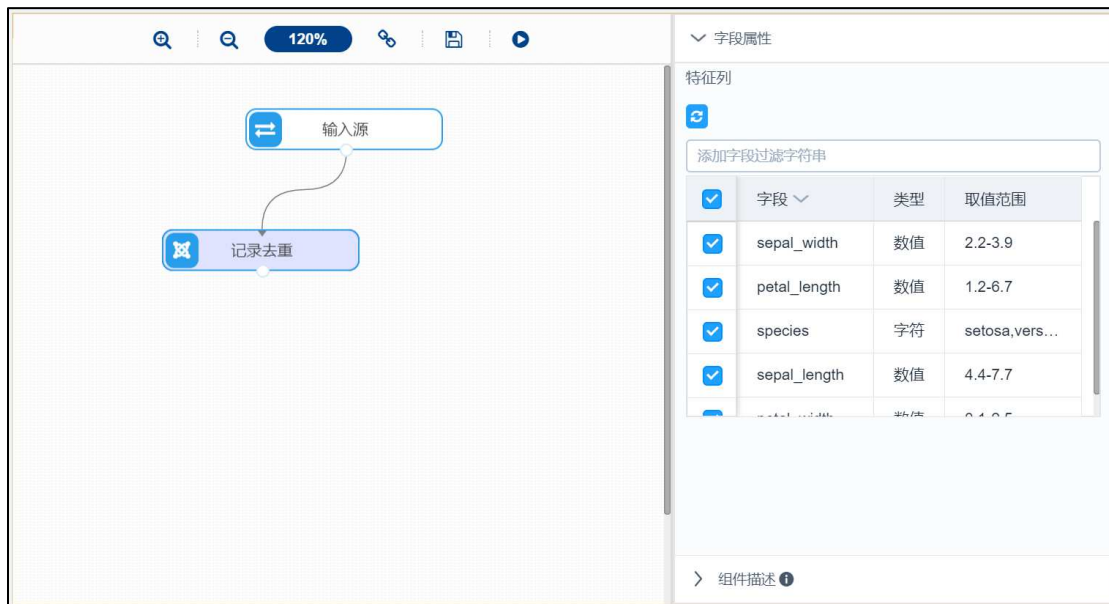 120%
输入源
记录去重
字段属性
特征列
添加字段过滤字符串
字段 类型 取值范围
sepal_width 数值 2.2-3.9
petal_length 数值 1.2-6.7
species 字符 setosa,vers...
sepal_length 数值 4.4-7.7
组件描述